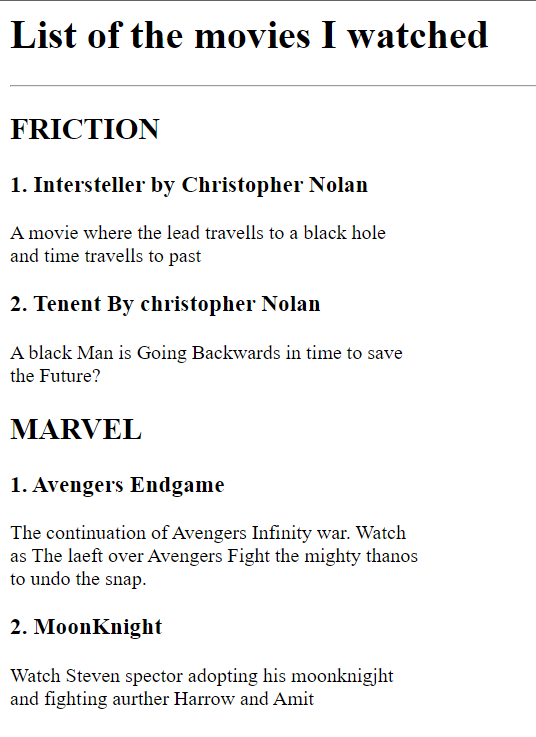 List of the movies I watched
FRICTION
1. Intersteller by Christopher Nolan
A movie where the lead travells to a black hole
and time travells to past
2. Tenent By christopher Nolan
A black Man is Going Backwards in time to save
the Future?
MARVEL
1. Avengers Endgame
The continuation of Avengers Infinity war. Watch
as The laeft over Avengers Fight the mighty thanos
to undo the snap.
2. MoonKnight
Watch Steven spector adopting his moonknigjht
and fighting aurther Harrow and Amit